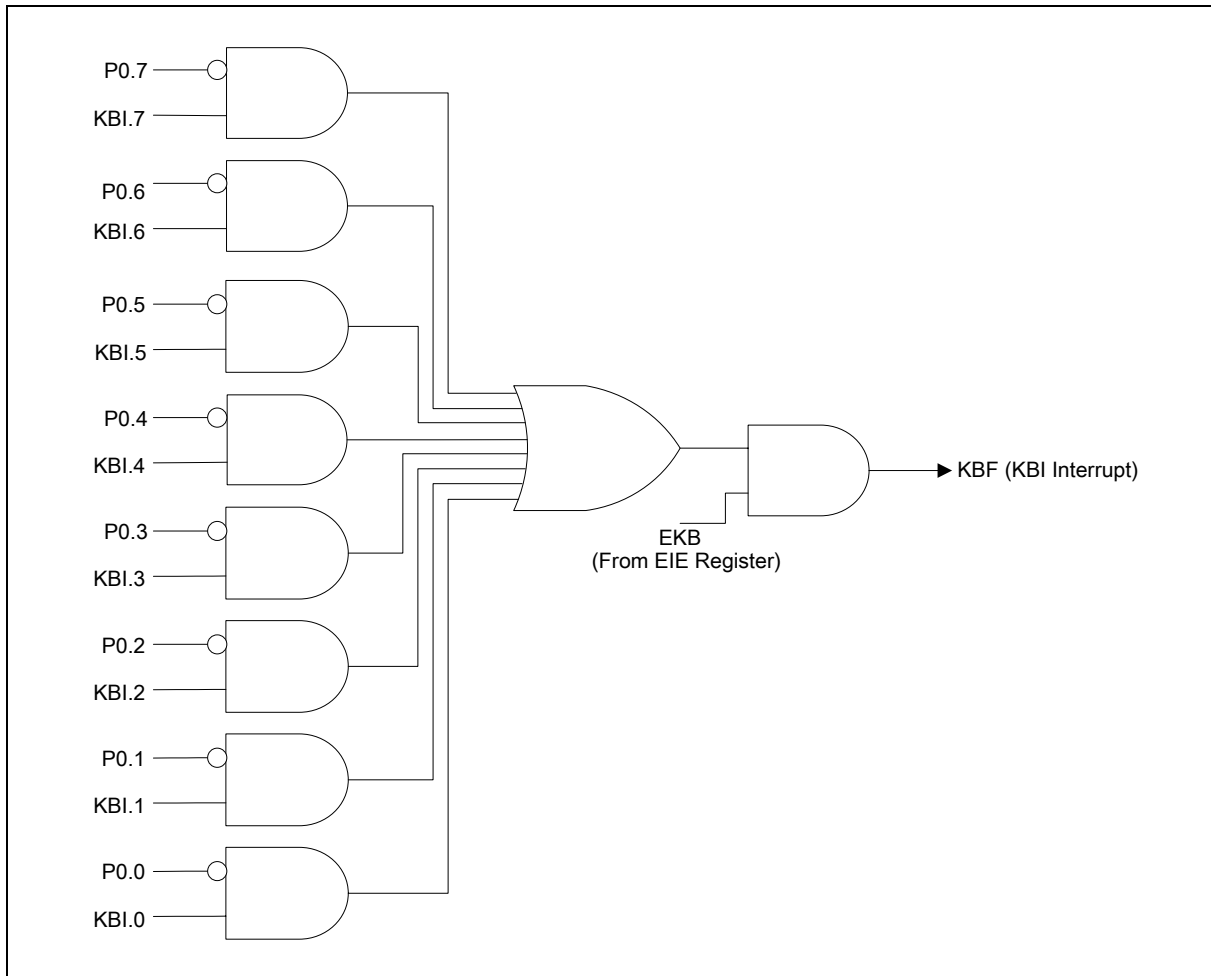 P0.7
KBI.7
P0.6
KBI.6
P0.5
KBI.5
P0.4
KBI.4
P0.3
KBI.3
P0.2
KBI.2
P0.1
KBI.1
P0.0
KBI.0
EKB
(From EIE Register)
KBF (KBI Interrupt)